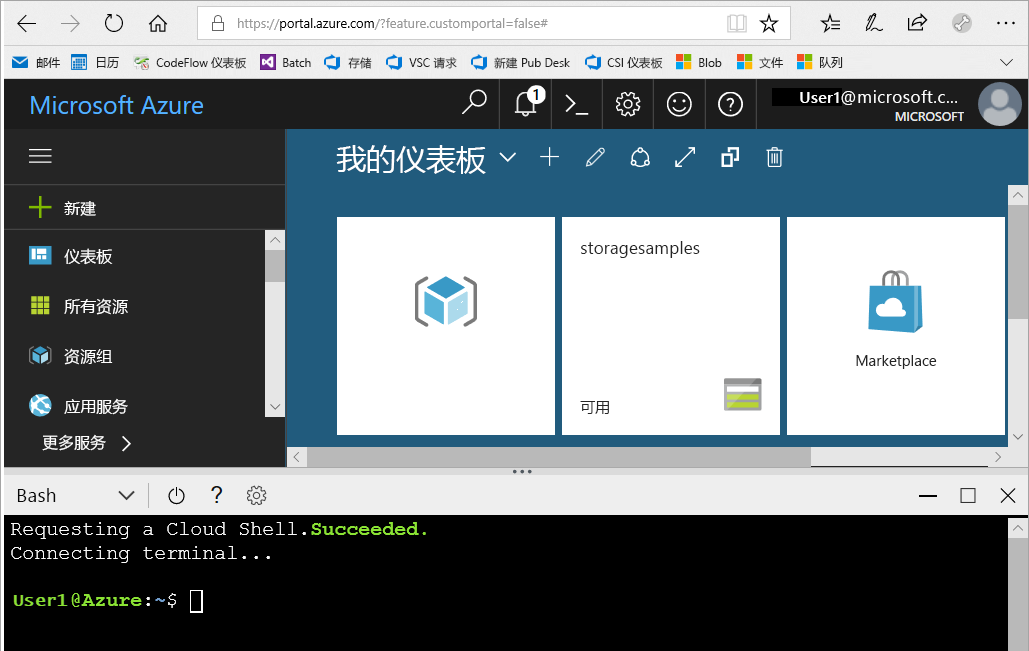 https://portal.azure.com/?feature.customportal=false#
邮件 日历 CodeFlow 仪表板 Batch 存储 VSC 请求 新建 Pub Desk CSI 仪表板 Blob 文件 队列
Microsoft Azure 1 User1@microsoft.c...
MICROSOFT
我的仪表板
新建
仪表板
所有资源
资源组
应用服务
更多服务
storagesamples
可用
Marketplace
Bash ?
Requesting a Cloud Shell.Succeeded.
Connecting terminal...
User1@Azure:~$